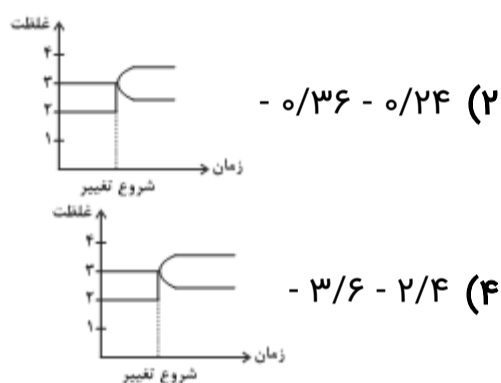 غلظت
۴
۳
۲
۱
زمان
شروع تغییر
۲) ۰/۲۴ - ۰/۳۶ -
غلظت
۴
۳
۲
۱
زمان
شروع تغییر
۴) ۲/۴ - ۳/۶ -